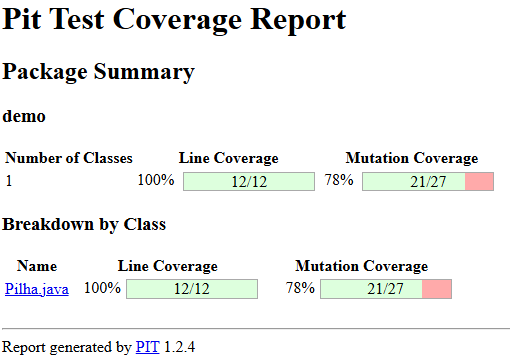 Pit Test Coverage Report
Package Summary
demo
Number of Classes Line Coverage Mutation Coverage
1 100% 12/12 78% 21/27
Breakdown by Class
Name Line Coverage Mutation Coverage
Pilha.java 100% 12/12 78% 21/27
Report generated by PIT 1.2.4